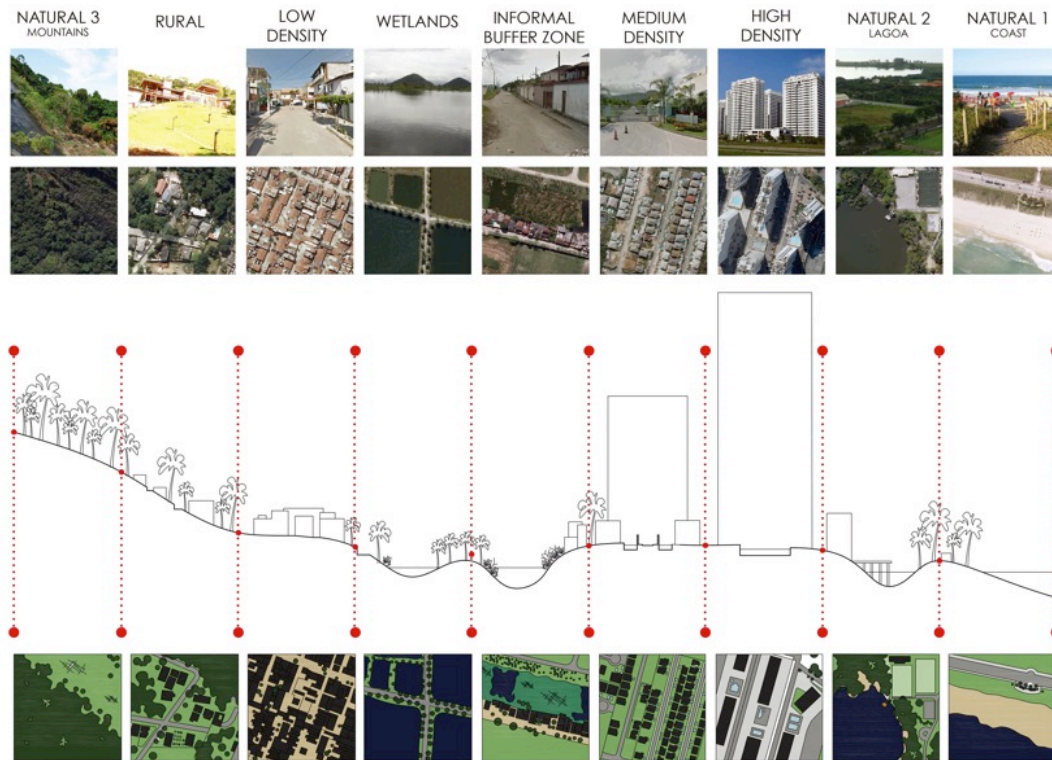 NATURAL 3
MOUNTAINS
RURAL
LOW
DENSITY
WETLANDS
INFORMAL
BUFFER ZONE
MEDIUM
DENSITY
HIGH
DENSITY
NATURAL 2
LAGOA
NATURAL 1
COAST